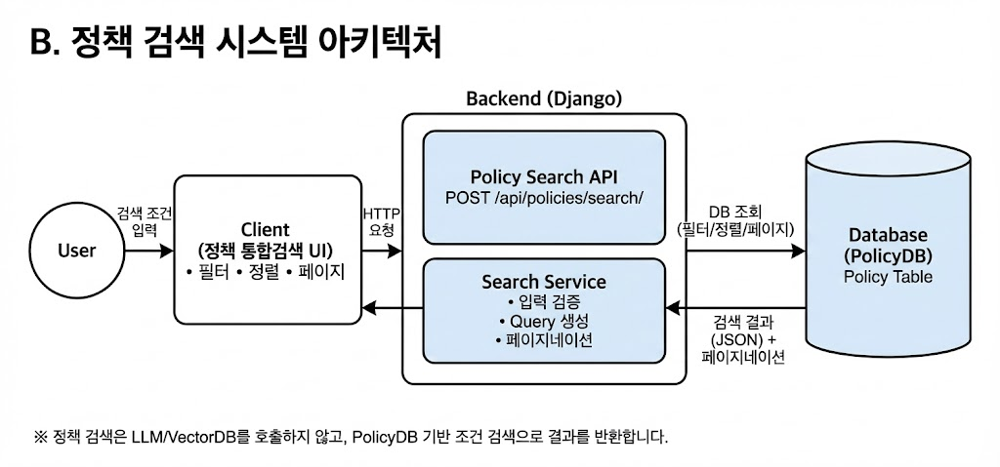 B. 정책 검색 시스템 아키텍처
Backend (Django)
User
검색 조건
입력
Client
(정책 통합검색 UI)
• 필터 • 정렬 • 페이지
HTTP
요청
Policy Search API
POST /api/policies/search/
Search Service
• 입력 검증
• Query 생성
• 페이지네이션
DB 조회
(필터/정렬/페이지)
검색 결과
(JSON) +
페이지네이션
Database
(PolicyDB)
Policy Table
※ 정책 검색은 LLM/VectorDB를 호출하지 않고, PolicyDB 기반 조건 검색으로 결과를 반환합니다.